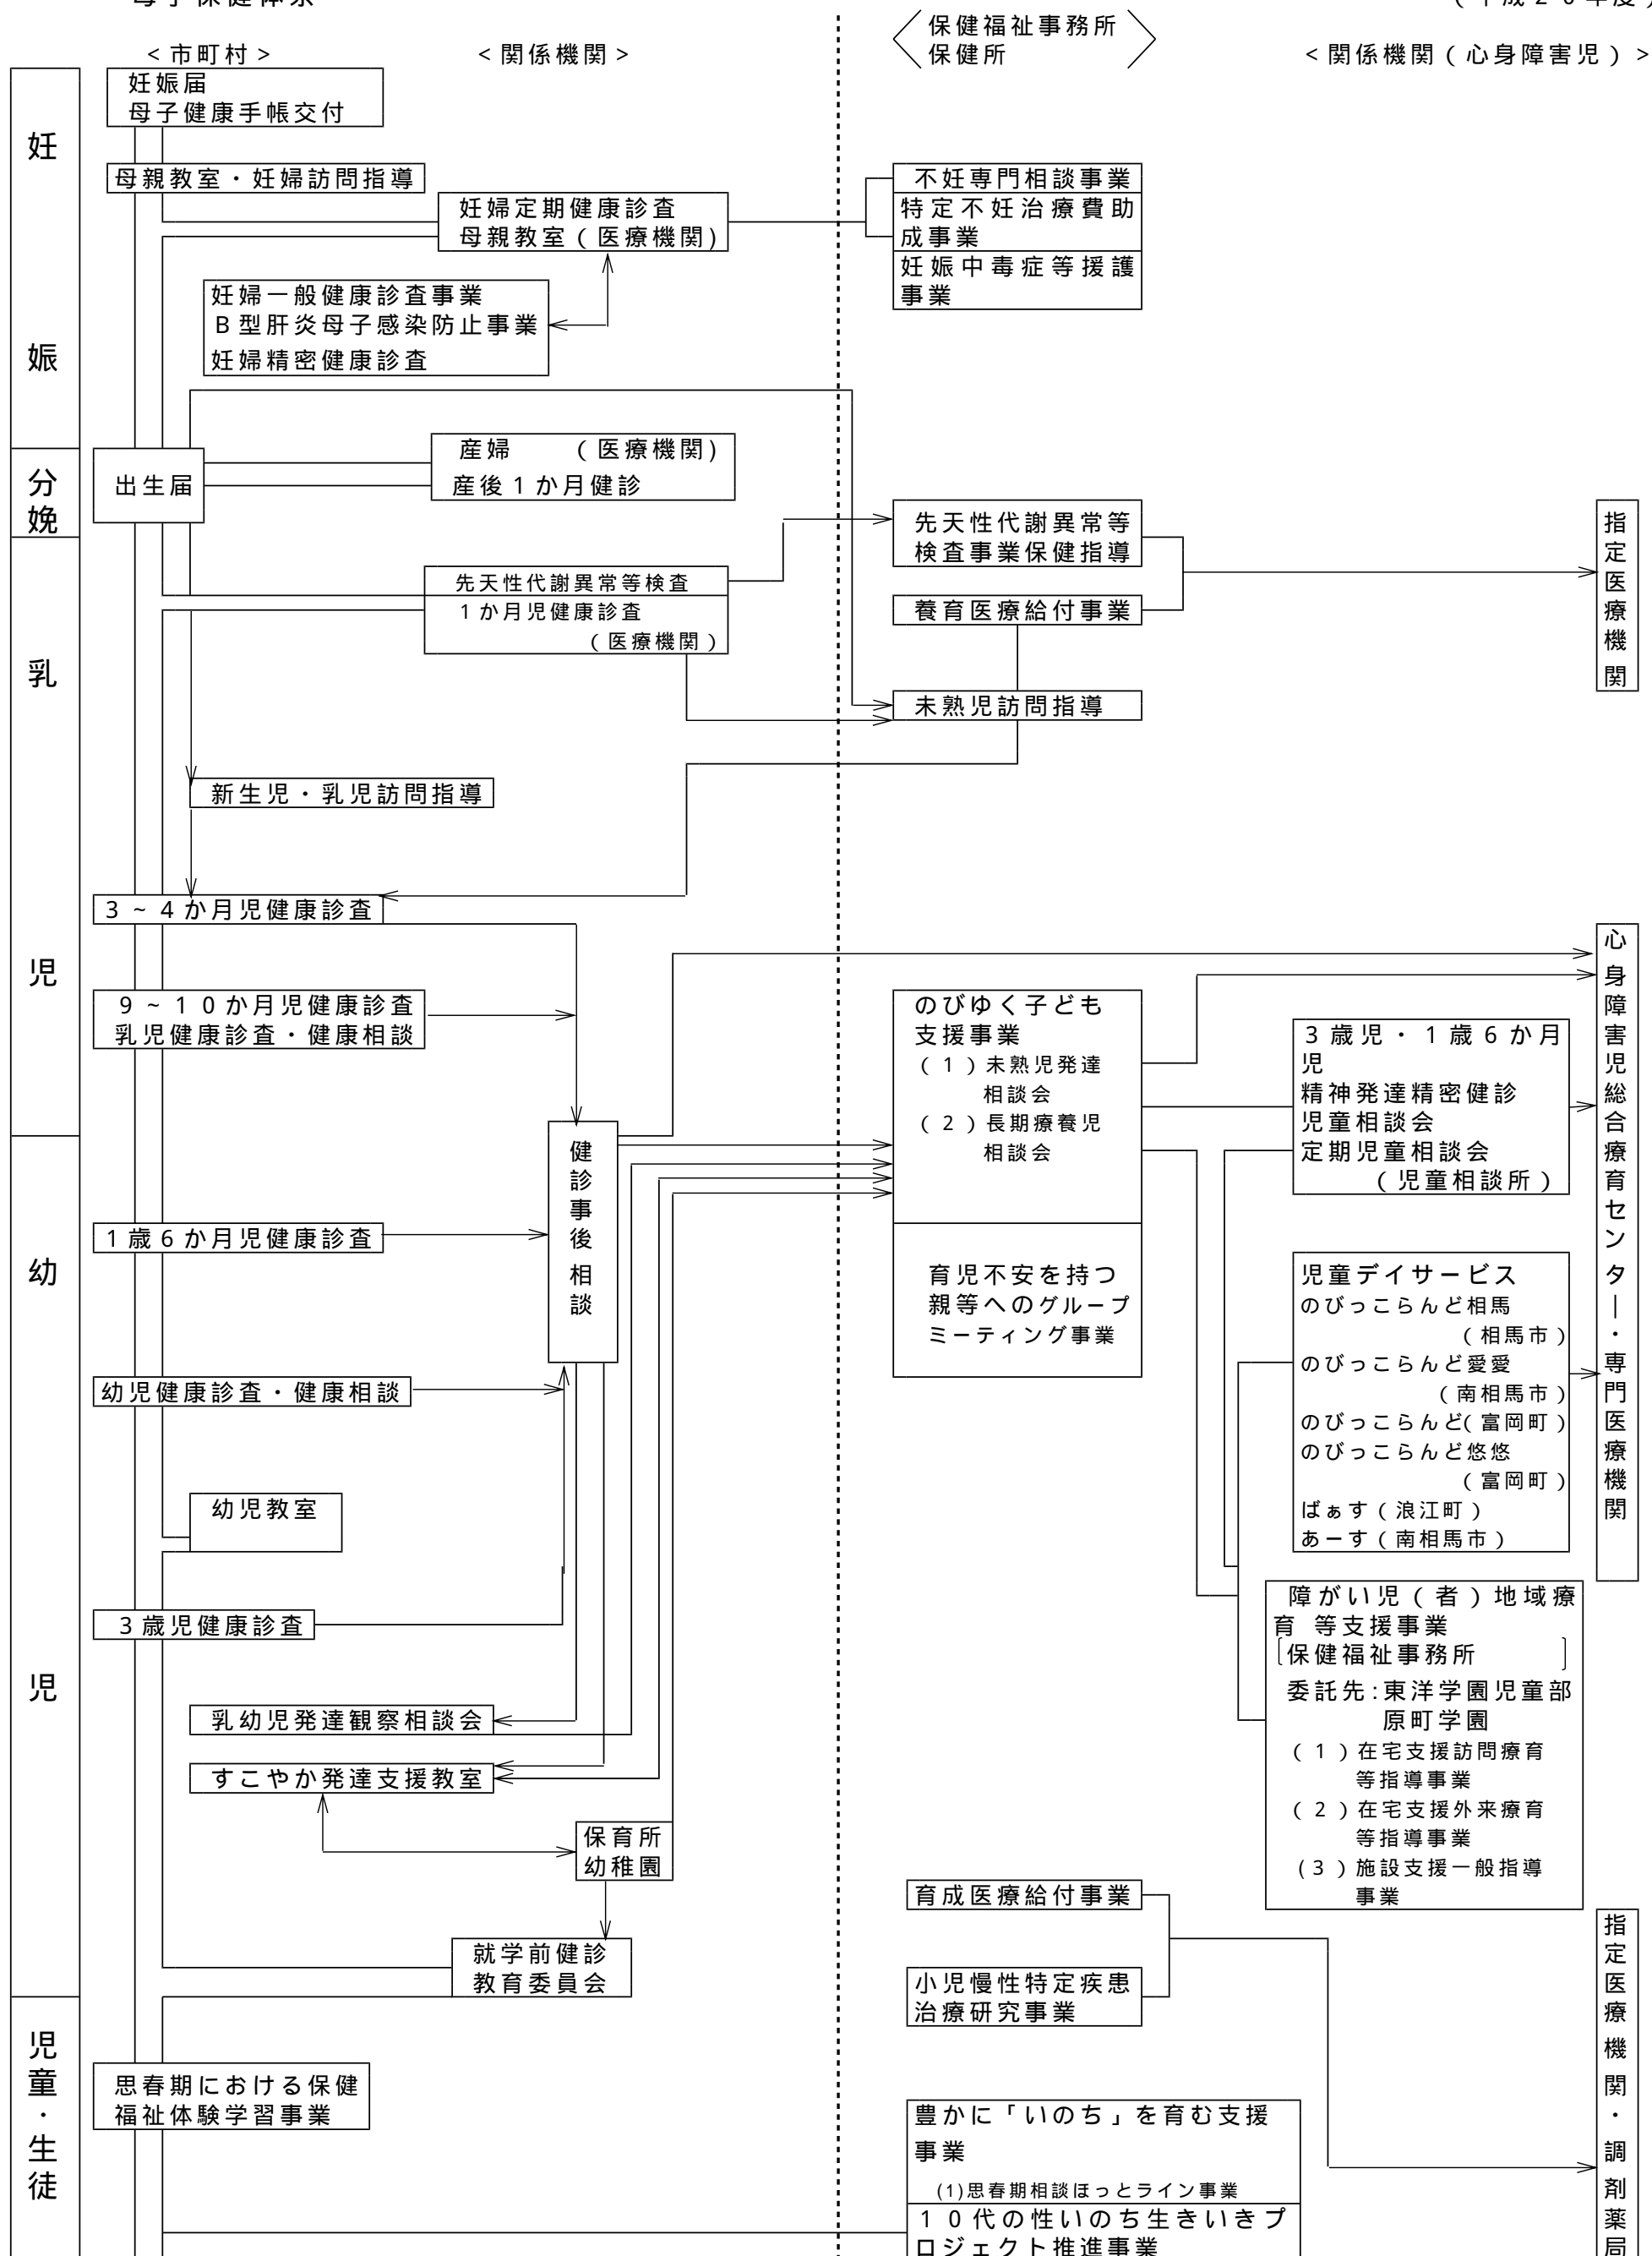 母子保健体系
(平成20年度)
<市町村>
<関係機関>
保健福祉事務所
保健所
<関係機関(心身障害児)>
妊
娠
分
娩
乳
児
幼
児
児
童
・
生
徒
妊娠届
母子健康手帳交付
母親教室・妊婦訪問指導
妊婦定期健康診査
母親教室(医療機関)
不妊専門相談事業
特定不妊治療費助
成事業
妊娠中毒症等援護
事業
妊婦一般健康診査事業
B型肝炎母子感染防止事業
妊婦精密健康診査
出生届
産婦 (医療機関)
産後1か月健診
先天性代謝異常等
検査事業保健指導
先天性代謝異常等検査
1か月児健康診査
(医療機関)
養育医療給付事業
未熟児訪問指導
指
定
医
療
機
関
新生児・乳児訪問指導
3~4か月児健康診査
9~10か月児健康診査
乳児健康診査・健康相談
健
診
事
後
相
談
1歳6か月児健康診査
幼児健康診査・健康相談
幼児教室
3歳児健康診査
乳幼児発達観察相談会
すこやか発達支援教室
保育所
幼稚園
就学前健診
教育委員会
思春期における保健
福祉体験学習事業
のびゆく子ども
支援事業
(1)未熟児発達
相談会
(2)長期療養児
相談会
育児不安を持つ
親等へのグループ
ミーティング事業
3歳児・1歳6か月
児
精神発達精密健診
児童相談会
定期児童相談会
(児童相談所)
児童デイサービス
のびっこらんど相馬
(相馬市)
のびっこらんど愛愛
(南相馬市)
のびっこらんど(富岡町)
のびっこらんど悠悠
(富岡町)
ばぁす(浪江町)
あーす(南相馬市)
障がい児(者)地域療
育 等支援事業
〔保健福祉事務所 〕
委託先:東洋学園児童部
原町学園
(1)在宅支援訪問療育
等指導事業
(2)在宅支援外来療育
等指導事業
(3)施設支援一般指導
事業
心
身
障
害
児
総
合
療
育
セ
ン
タ
|
・
専
門
医
療
機
関
育成医療給付事業
小児慢性特定疾患
治療研究事業
豊かに「いのち」を育む支援
事業
(1)思春期相談ほっとライン事業
10代の性いのち生きいきプ
ロジェクト推進事業
指
定
医
療
機
関
・
調
剤
薬
局